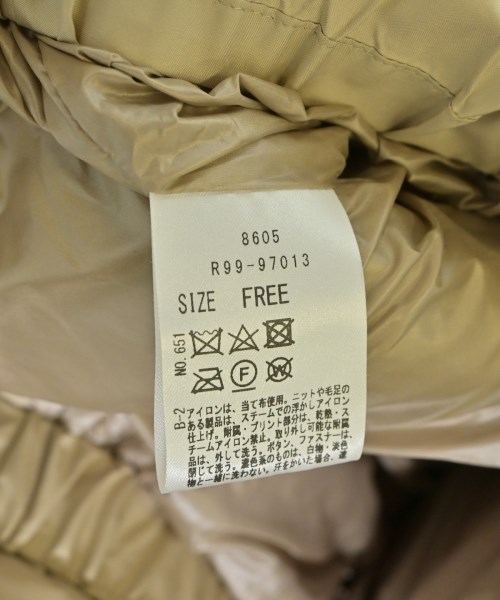 8605
R99-97013
SIZE FREE
NO.651
B-2
アイロンは、当て布使用。ニットや毛足の
ある製品は、スチームでの浮かしアイロン
仕上げ。附属・プリント部分は、乾熱・ス
チームアイロン禁止。取り外し可能な附属
品は、外して洗う。ボタン、ファスナーは、
閉じて洗う。濃色系のものは、白物・淡色
物と一緒に洗わない。汗をかいた場合、濃
F
W